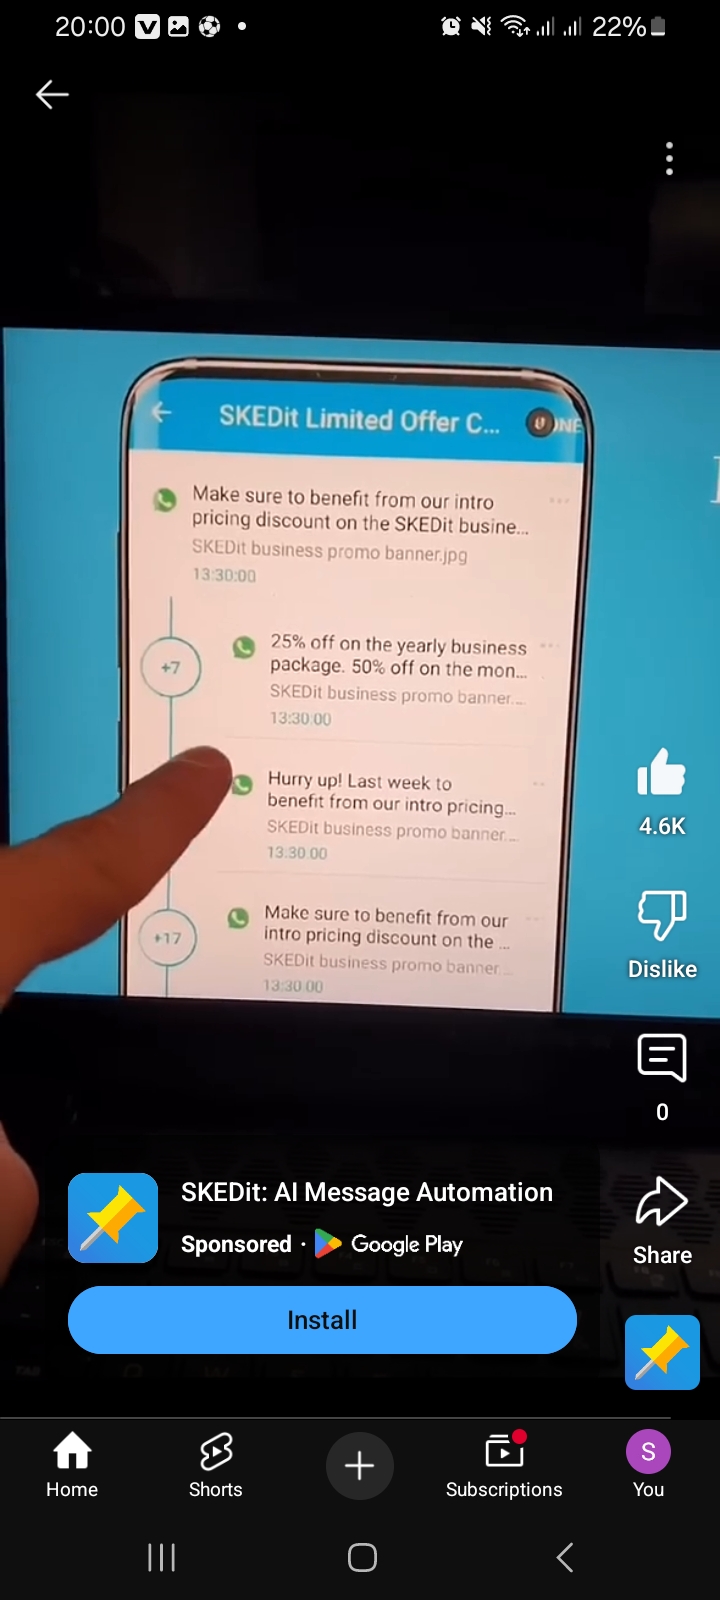 20:00
22%
SKEDit Limited Offer C...
Make sure to benefit from our intro
pricing discount on the SKEDit busine...
SKEDit business promo banner.jpg
13:30:00
+7
25% off on the yearly business
package. 50% off on the mon...
SKEDit business promo banner...
13:30:00
Hurry up! Last week to
benefit from our intro pricing...
SKEDit business promo banner...
13:30:00
+17
Make sure to benefit from our
intro pricing discount on the ...
SKEDit business promo banner...
13:30:00
4.6K
Dislike
0
Share
SKEDit: AI Message Automation
Sponsored · Google Play
Install
Home
Shorts
Subscriptions
S
You